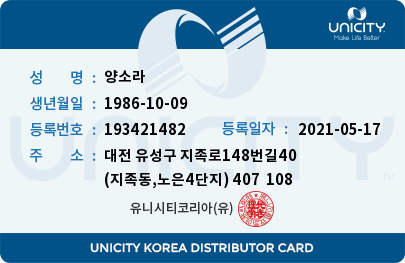 UNICITY
Make Life Better
성 명 : 양소라
생년월일 : 1986-10-09
등록번호 : 193421482 등록일자 : 2021-05-17
주 소 : 대전 유성구 지족로148번길40
(지족동,노은4단지) 407 108
유니시티코리아(유)
UNICITY
UNICITY KOREA DISTRIBUTOR CARD